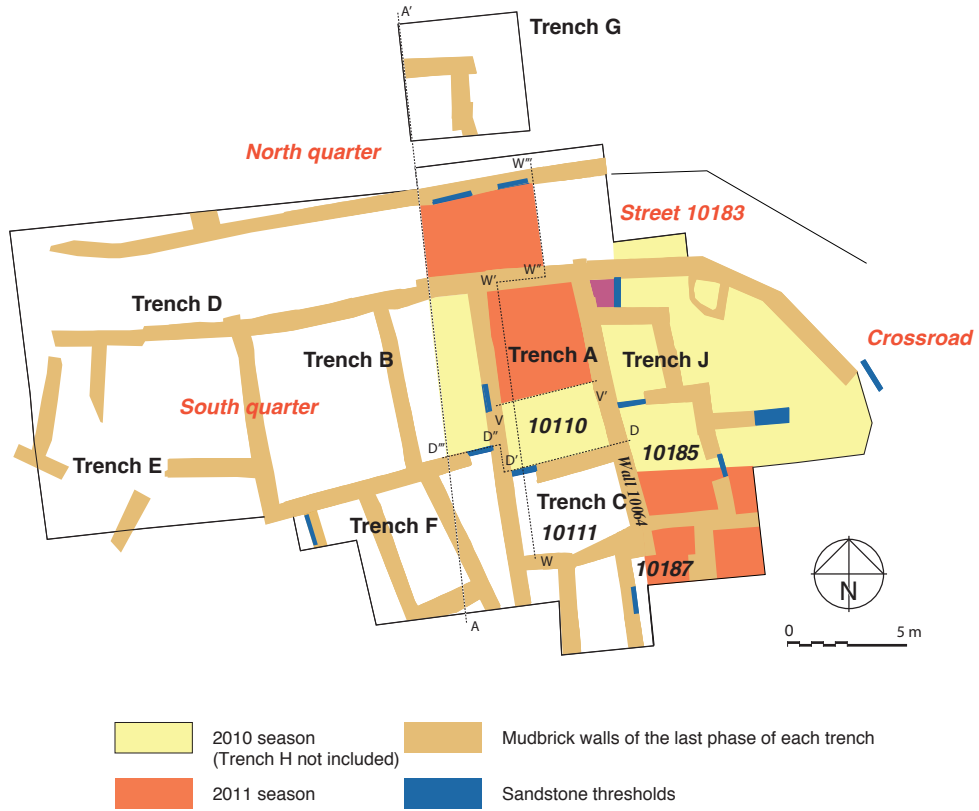 A'
Trench G
North quarter
W'''
Street 10183
W'
W''
Trench D
Crossroad
Trench B
Trench A
Trench J
South quarter
V
V'
10110
D'''
D''
D
D'
10185
Trench E
Wall 10064
Trench C
Trench F
10111
W
10187
N
A
0
5 m
2010 season
(Trench H not included)
Mudbrick walls of the last phase of each trench
2011 season
Sandstone thresholds